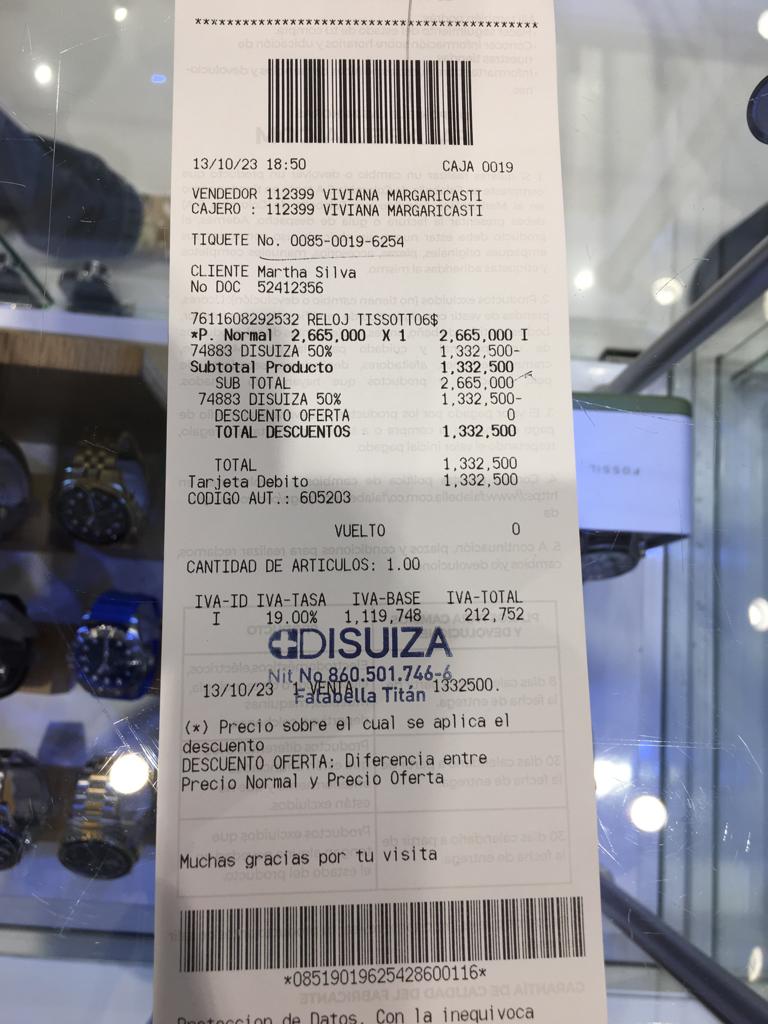 ****************************************
13/10/23 18:50 CAJA 0019
VENDEDOR 112399 VIVIANA MARGARICASTI
CAJERO : 112399 VIVIANA MARGARICASTI
TIQUETE No. 0085-0019-6254
CLIENTE Martha Silva
No DOC 52412356
7611608292532 RELOJ TISSOTTO6$
*P. Normal 2,665,000 X 1 2,665,000 I
74883 DISUIZA 50% 1,332,500-
Subtotal Producto 1,332,500
SUB TOTAL 2,665,000
74883 DISUIZA 50% 1,332,500-
DESCUENTO OFERTA 0
TOTAL DESCUENTOS 1,332,500
TOTAL 1,332,500
Tarjeta Debito 1,332,500
CODIGO AUT.: 605203
VUELTO 0
CANTIDAD DE ARTICULOS: 1.00
IVA-ID IVA-TASA IVA-BASE IVA-TOTAL
I 19.00% 1,119,748 212,752
DISUIZA
Nit No 860.501.746-6
13/10/23 1 VENTA 1332500.
Falabella Titán
(*) Precio sobre el cual se aplica el
descuento
DESCUENTO OFERTA: Diferencia entre
Precio Normal y Precio Oferta
Muchas gracias por tu visita
*08519019625428600116*
Proteccion de Datos. Con la inequivoca
FOSSIL